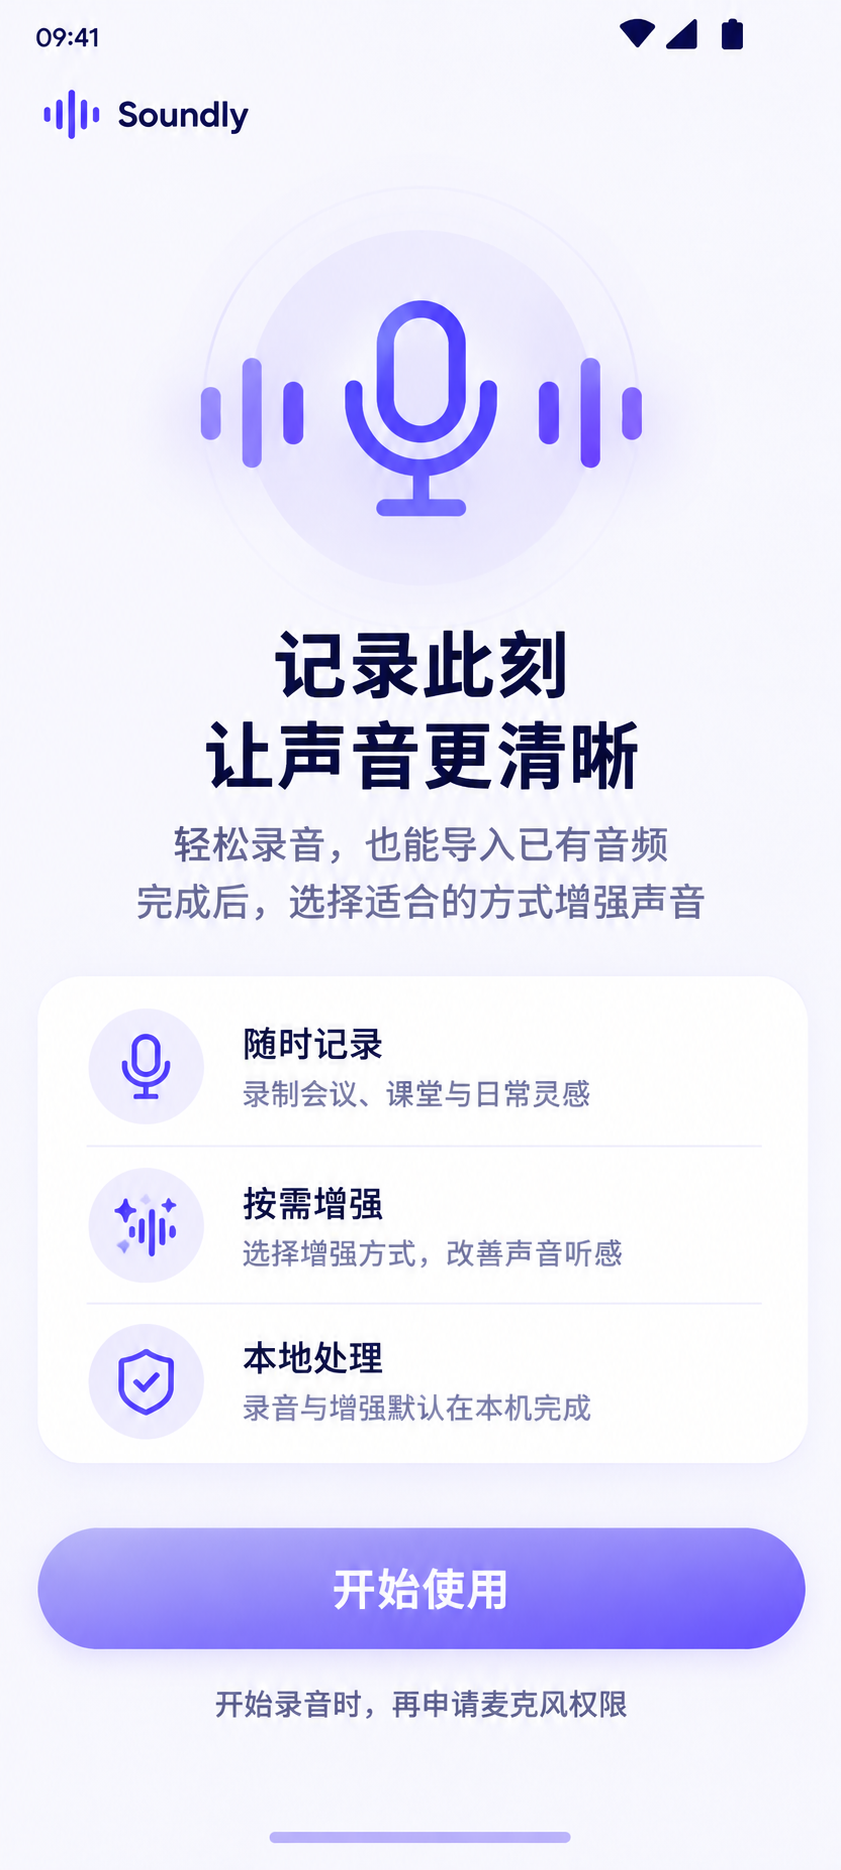 09:41
Soundly
记录此刻
让声音更清晰
轻松录音，也能导入已有音频
完成后，选择适合的方式增强声音
随时记录
录制会议、课堂与日常灵感
按需增强
选择增强方式，改善声音听感
本地处理
录音与增强默认在本机完成
开始使用
开始录音时，再申请麦克风权限